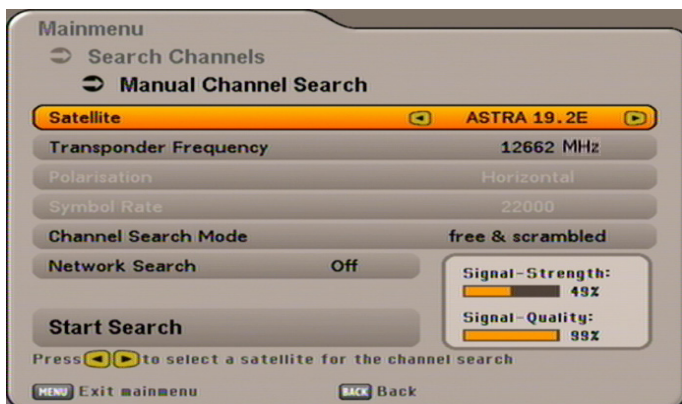 Mainmenu
Search Channels
Manual Channel Search
Satellite ASTRA 19.2E
Transponder Frequency 12662 MHz
Polarisation Horizontal
Symbol Rate 22000
Channel Search Mode free & scrambled
Network Search Off
Signal-Strength:
49%
Signal-Quality:
99%
Start Search
Press to select a satellite for the channel search
MENU Exit mainmenu BACK Back